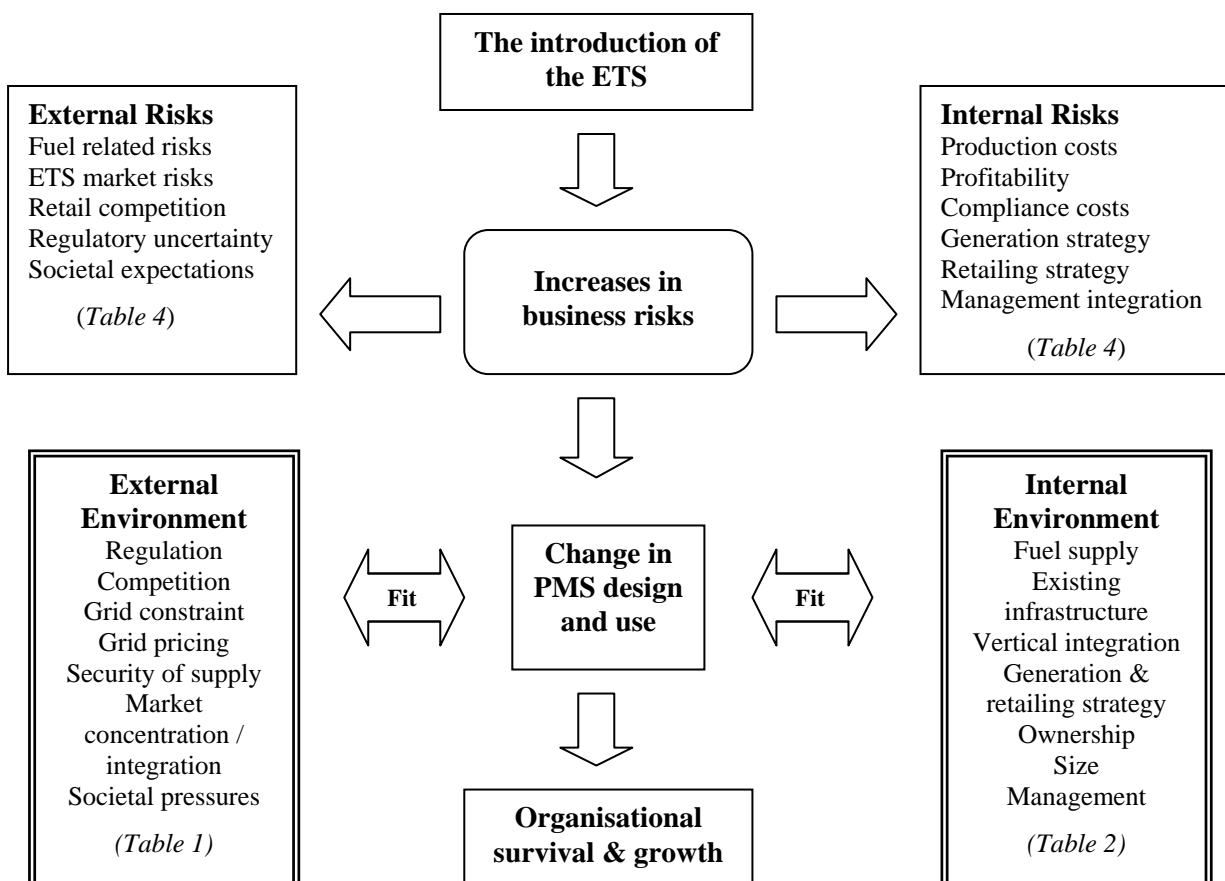 The introduction of
the ETS
External Risks
Fuel related risks
ETS market risks
Retail competition
Regulatory uncertainty
Societal expectations
(Table 4)
Increases in
business risks
Internal Risks
Production costs
Profitability
Compliance costs
Generation strategy
Retailing strategy
Management integration
(Table 4)
External
Environment
Regulation
Competition
Grid constraint
Grid pricing
Security of supply
Market
concentration /
integration
Societal pressures
(Table 1)
Fit
Change in
PMS design
and use
Fit
Internal
Environment
Fuel supply
Existing
infrastructure
Vertical integration
Generation &
retailing strategy
Ownership
Size
Management
(Table 2)
Organisational
survival & growth